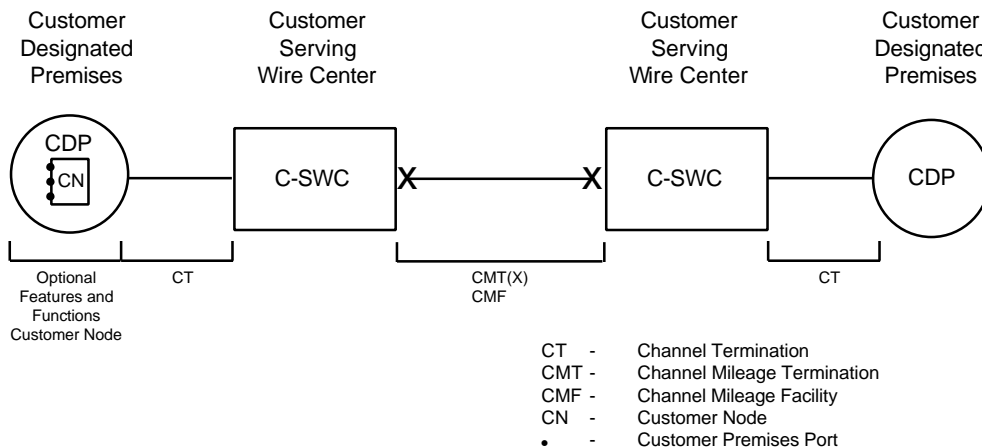 Customer
Designated
Premises
Customer
Serving
Wire Center
Customer
Serving
Wire Center
Customer
Designated
Premises
CDP
CN
C-SWC
X
X
C-SWC
CDP
Optional
Features and
Functions
Customer Node
CT
CMT(X)
CMF
CT
CT - Channel Termination
CMT - Channel Mileage Termination
CMF - Channel Mileage Facility
CN - Customer Node
• - Customer Premises Port